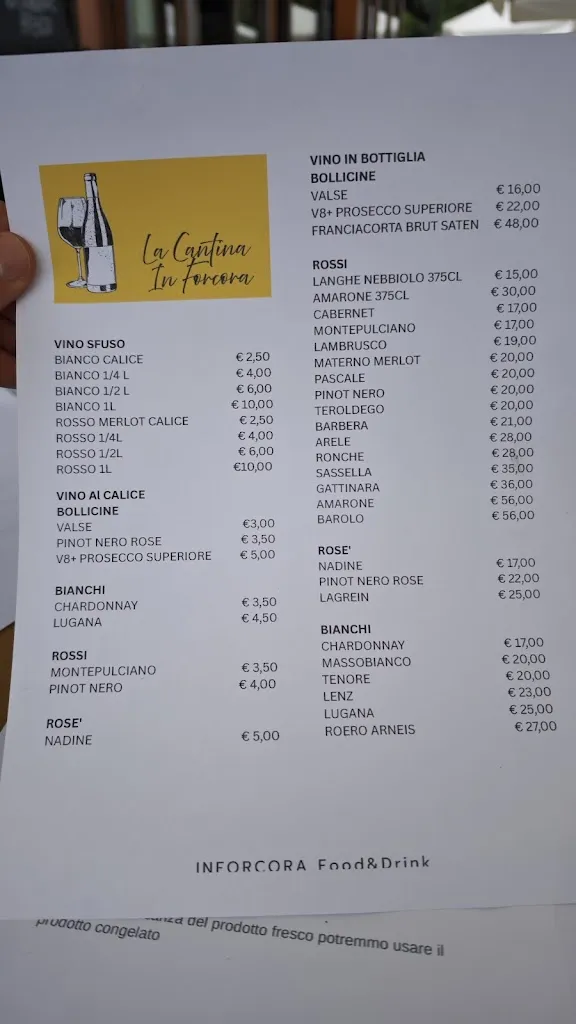 La Cantina
In Forcora
VINO SFUSO
BIANCO CALICE € 2,50
BIANCO 1/4 L € 4,00
BIANCO 1/2 L € 6,00
BIANCO 1L € 10,00
ROSSO MERLOT CALICE € 2,50
ROSSO 1/4L € 4,00
ROSSO 1/2L € 6,00
ROSSO 1L €10,00
VINO AI CALICE
BOLLICINE
VALSE €3,00
PINOT NERO ROSE € 3,50
V8+ PROSECCO SUPERIORE € 5,00
BIANCHI
CHARDONNAY € 3,50
LUGANA € 4,50
ROSSI
MONTEPULCIANO € 3,50
PINOT NERO € 4,00
ROSE'
NADINE € 5,00
VINO IN BOTTIGLIA
BOLLICINE
VALSE € 16,00
V8+ PROSECCO SUPERIORE € 22,00
FRANCIACORTA BRUT SATEN € 48,00
ROSSI
LANGHE NEBBIOLO 375CL € 15,00
AMARONE 375CL € 30,00
CABERNET € 17,00
MONTEPULCIANO € 17,00
LAMBRUSCO € 19,00
MATERNO MERLOT € 20,00
PASCALE € 20,00
PINOT NERO € 20,00
TEROLDEGO € 20,00
BARBERA € 21,00
ARELE € 28,00
RONCHE € 28,00
SASSELLA € 35,00
GATTINARA € 36,00
AMARONE € 56,00
BAROLO € 56,00
ROSE'
NADINE € 17,00
PINOT NERO ROSE € 22,00
LAGREIN € 25,00
BIANCHI
CHARDONNAY € 17,00
MASSOBIANCO € 20,00
TENORE € 20,00
LENZ € 23,00
LUGANA € 25,00
ROERO ARNEIS € 27,00
INFORCORA Food&Drink
del prodotto fresco potremmo usare il
prodotto congelato